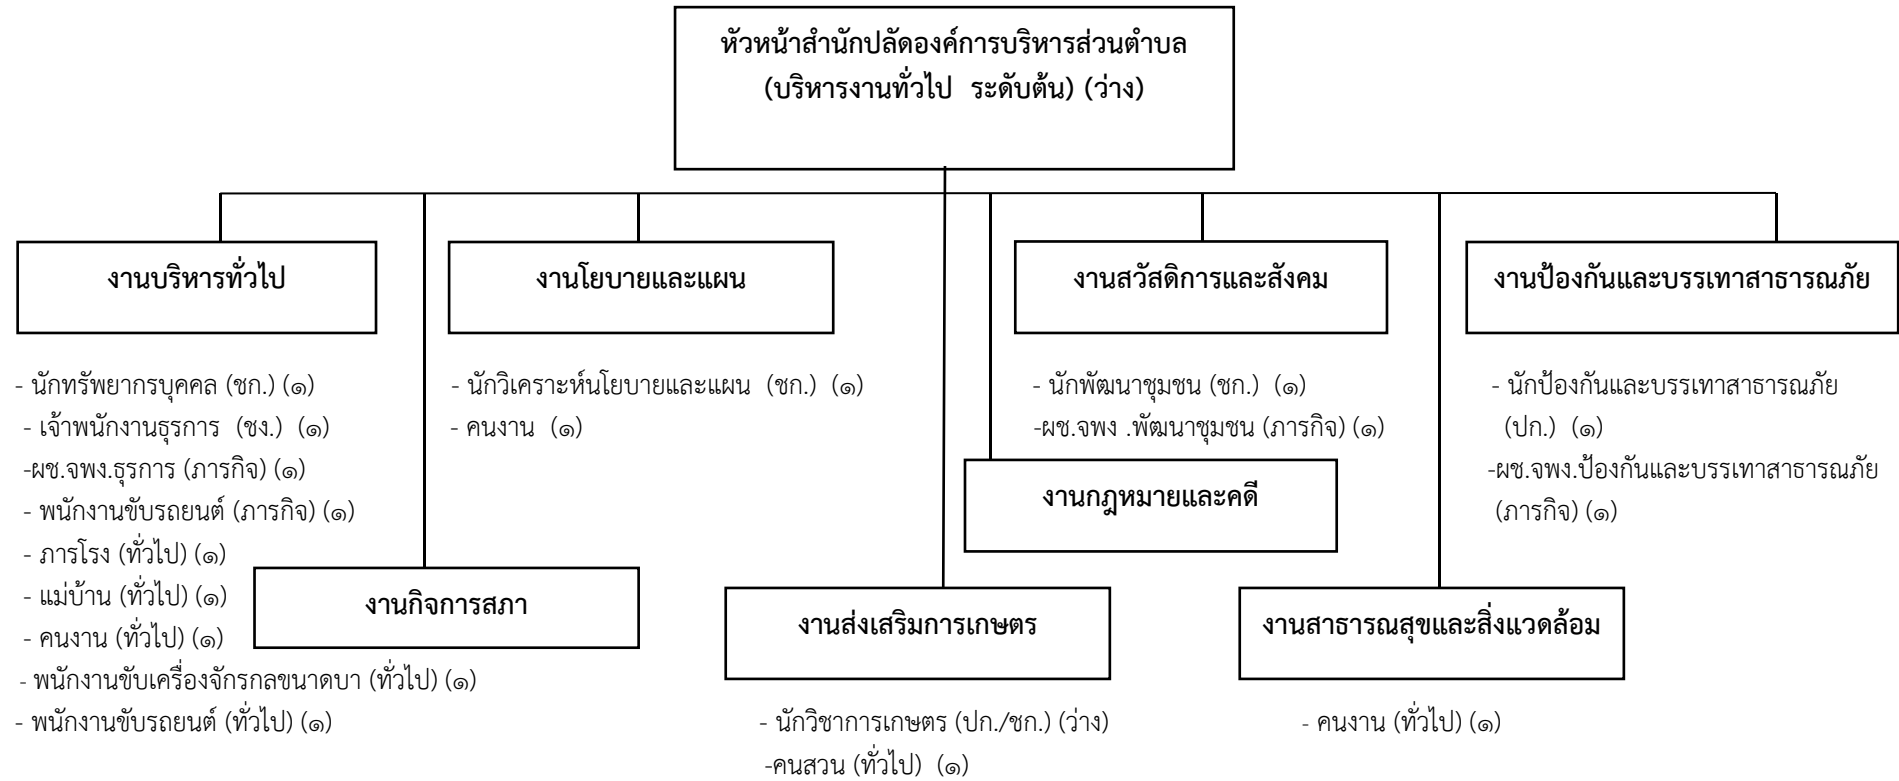 หัวหน้าสำนักปลัดองค์การบริหารส่วนตำบล
(บริหารงานทั่วไป ระดับต้น) (ว่าง)
งานบริหารทั่วไป
- นักทรัพยากรบุคคล (ชก.) (๑)
- เจ้าพนักงานธุรการ (ชง.) (๑)
-ผช.จพง.ธุรการ (ภารกิจ) (๑)
- พนักงานขับรถยนต์ (ภารกิจ) (๑)
- ภารโรง (ทั่วไป) (๑)
- แม่บ้าน (ทั่วไป) (๑)
- คนงาน (ทั่วไป) (๑)
- พนักงานขับเครื่องจักรกลขนาดบา (ทั่วไป) (๑)
- พนักงานขับรถยนต์ (ทั่วไป) (๑)
งานกิจการสภา
งานโยบายและแผน
- นักวิเคราะห์นโยบายและแผน (ชก.) (๑)
- คนงาน (๑)
งานส่งเสริมการเกษตร
- นักวิชาการเกษตร (ปก./ชก.) (ว่าง)
-คนสวน (ทั่วไป) (๑)
งานกฎหมายและคดี
งานสวัสดิการและสังคม
- นักพัฒนาชุมชน (ชก.) (๑)
-ผช.จพง .พัฒนาชุมชน (ภารกิจ) (๑)
งานสาธารณสุขและสิ่งแวดล้อม
- คนงาน (ทั่วไป) (๑)
งานป้องกันและบรรเทาสาธารณภัย
- นักป้องกันและบรรเทาสาธารณภัย
(ปก.) (๑)
-ผช.จพง.ป้องกันและบรรเทาสาธารณภัย
(ภารกิจ) (๑)